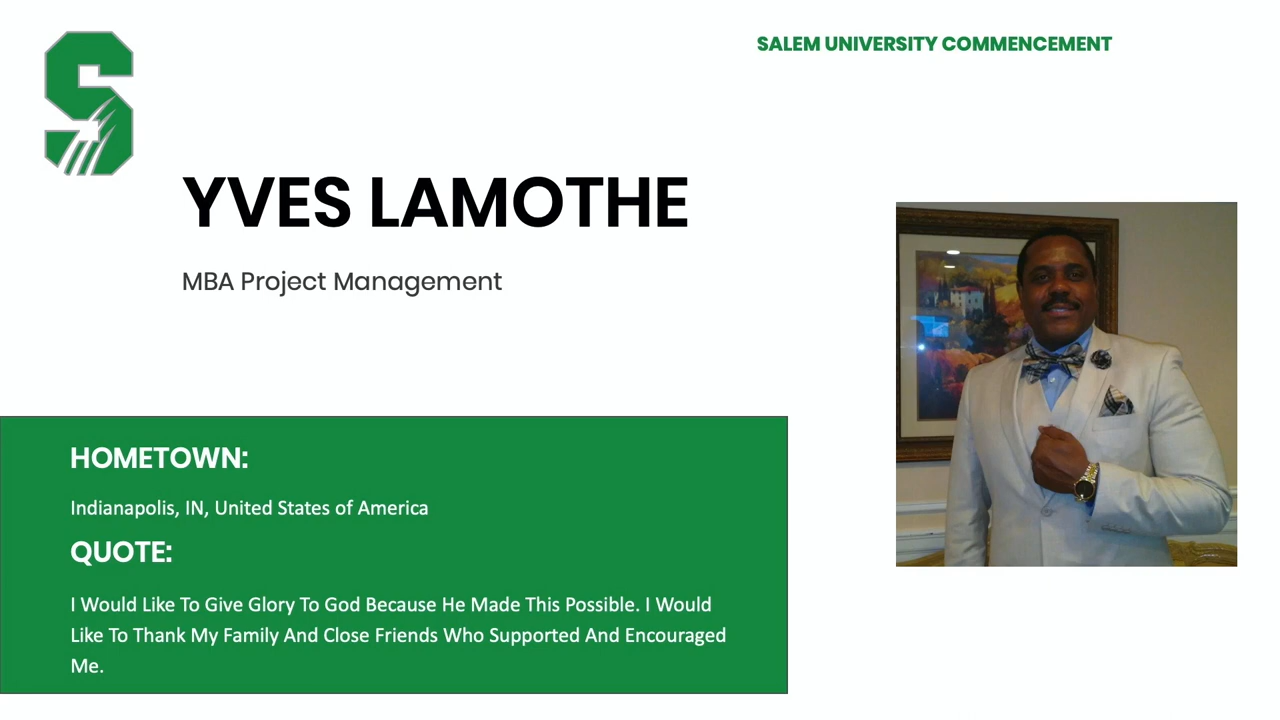 S
SALEM UNIVERSITY COMMENCEMENT
YVES LAMOTHE
MBA Project Management
HOMETOWN:
Indianapolis, IN, United States of America
QUOTE:
I Would Like To Give Glory To God Because He Made This Possible. I Would
Like To Thank My Family And Close Friends Who Supported And Encouraged
Me.